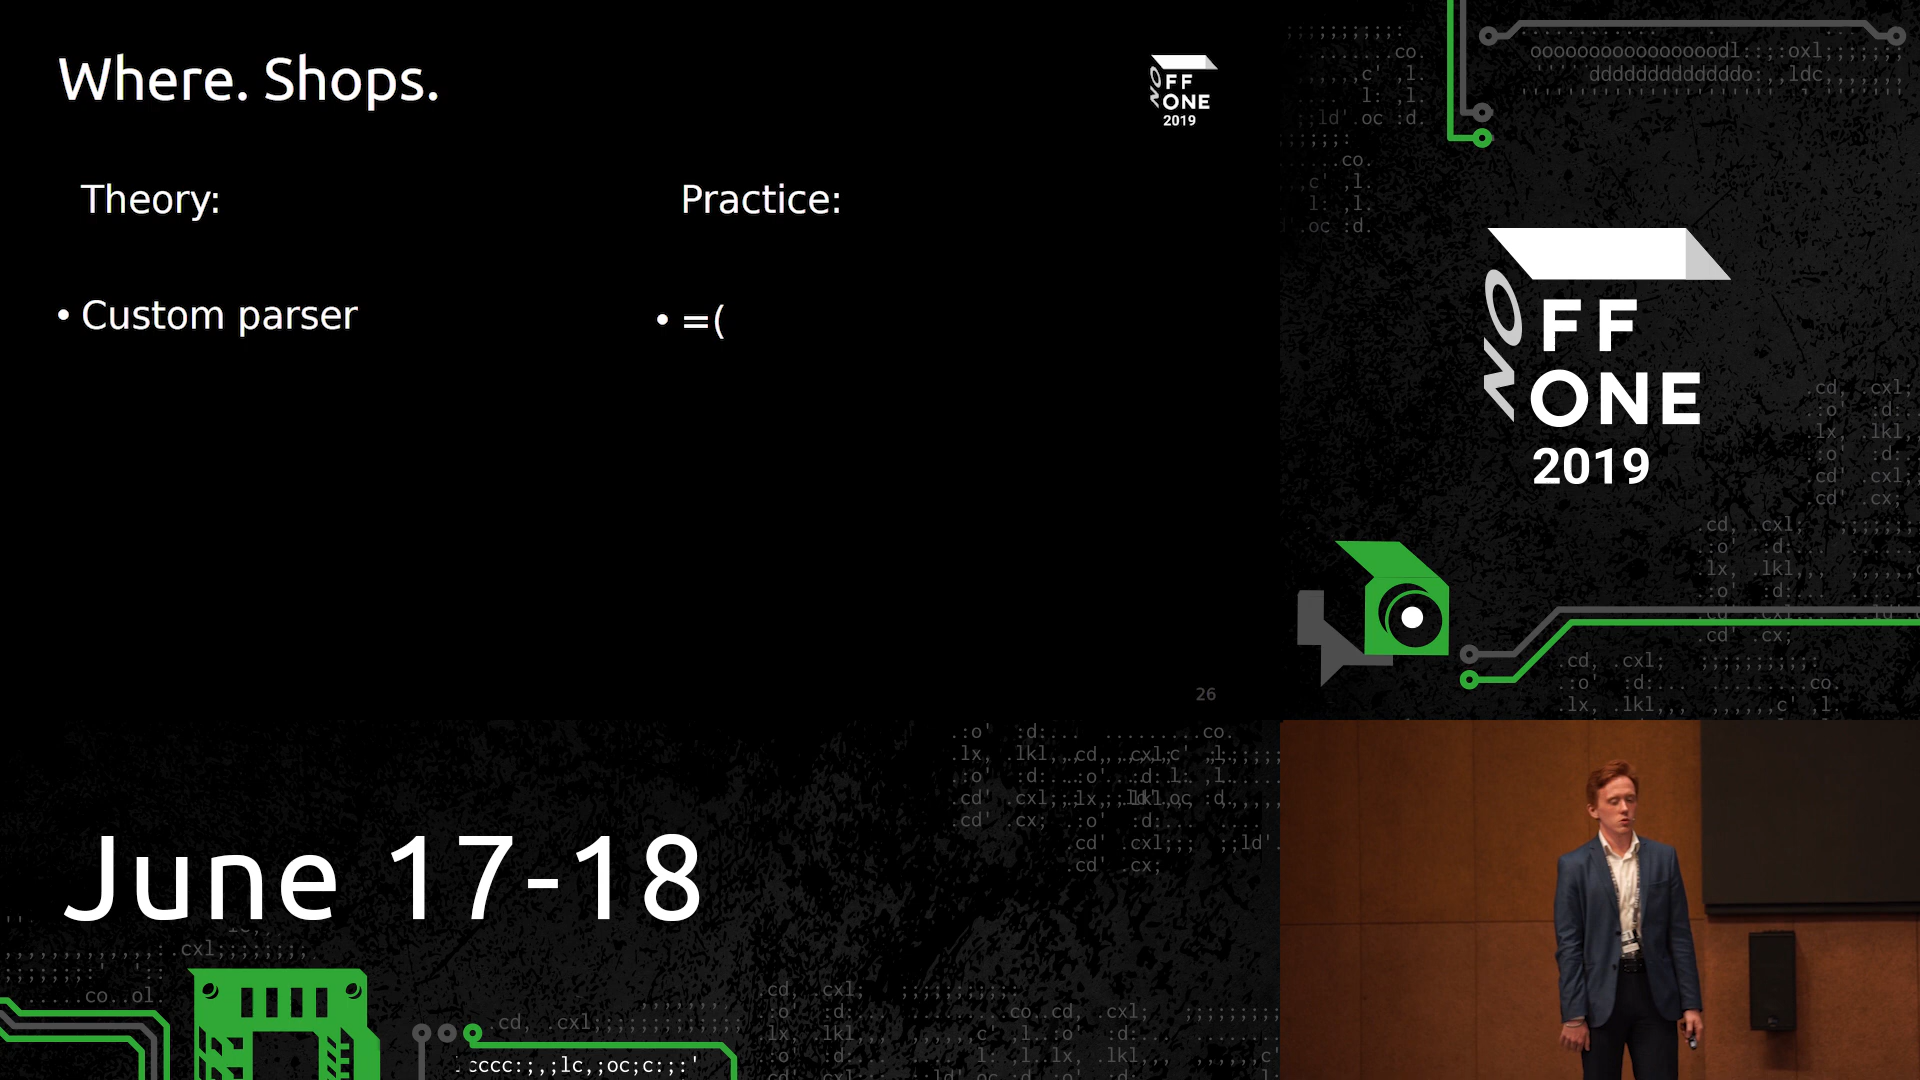 Where. Shops.
OFF
ZONE
2019
Theory:
Practice:
• Custom parser
• =(
26
OFF
ZONE
2019
June 17-18